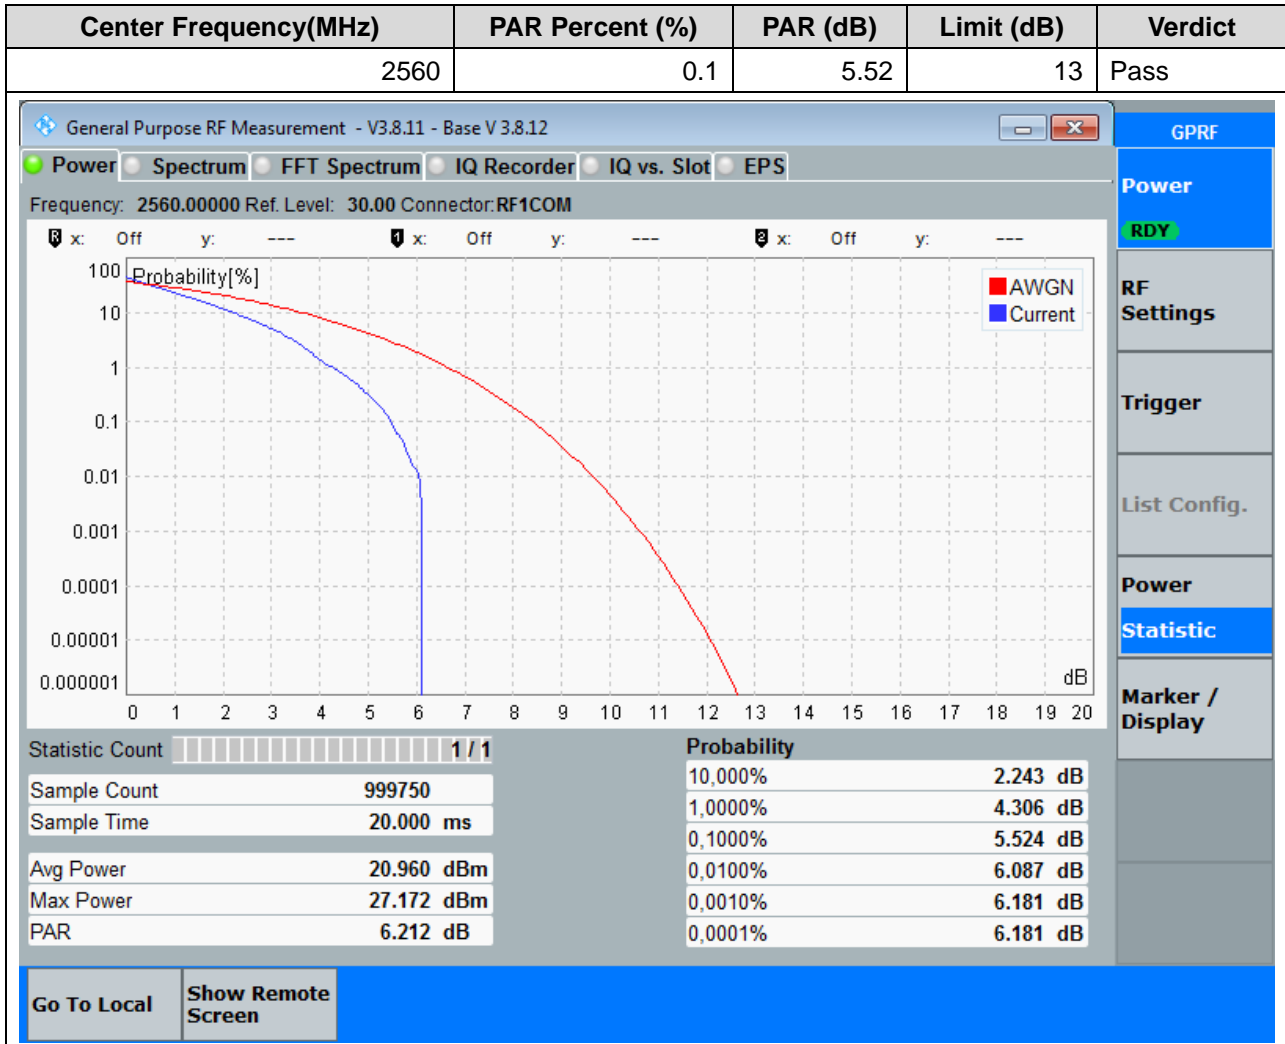 Center Frequency(MHz) PAR Percent (%) PAR (dB) Limit (dB) Verdict
2560 0.1 5.52 13 Pass
General Purpose RF Measurement - V3.8.11 - Base V 3.8.12
GPRF
Power Spectrum FFT Spectrum IQ Recorder IQ vs. Slot EPS
Frequency: 2560.00000 Ref. Level: 30.00 Connector:RF1COM
R x: Off y: --- 1 x: Off y: --- 2 x: Off y: ---
Probability[%]
AWGN
Current
100
10
1
0.1
0.01
0.001
0.0001
0.00001
0.000001
dB
0 1 2 3 4 5 6 7 8 9 10 11 12 13 14 15 16 17 18 19 20
Statistic Count 1 / 1
Sample Count 999750
Sample Time 20.000 ms
Avg Power 20.960 dBm
Max Power 27.172 dBm
PAR 6.212 dB
Probability
10,000% 2.243 dB
1,0000% 4.306 dB
0,1000% 5.524 dB
0,0100% 6.087 dB
0,0010% 6.181 dB
0,0001% 6.181 dB
Power
RDY
RF
Settings
Trigger
List Config.
Power
Statistic
Marker /
Display
Go To Local
Show Remote
Screen